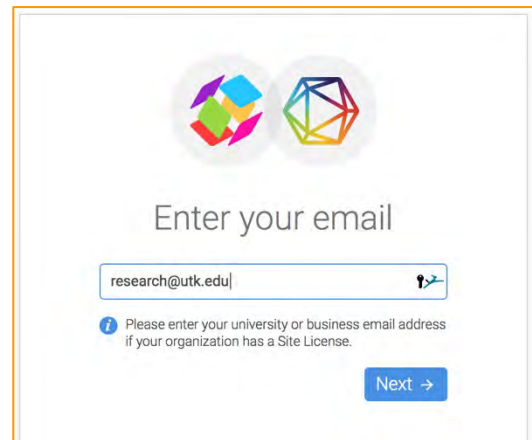 Enter your email
research@utk.edu
Please enter your university or business email address
if your organization has a Site License.
Next →